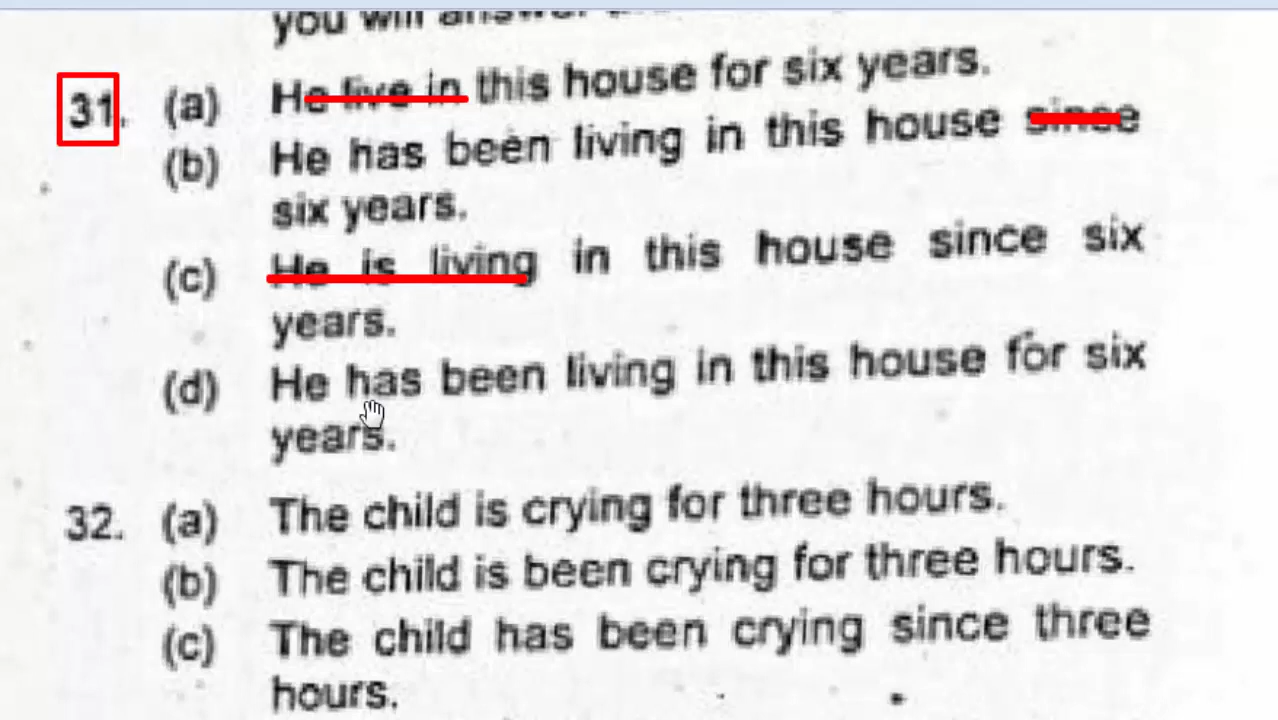 you will answer
31. (a) He live in this house for six years.
(b) He has been living in this house since
six years.
(c) He is living in this house since six
years.
(d) He has been living in this house for six
years.
32. (a) The child is crying for three hours.
(b) The child is been crying for three hours.
(c) The child has been crying since three
hours.